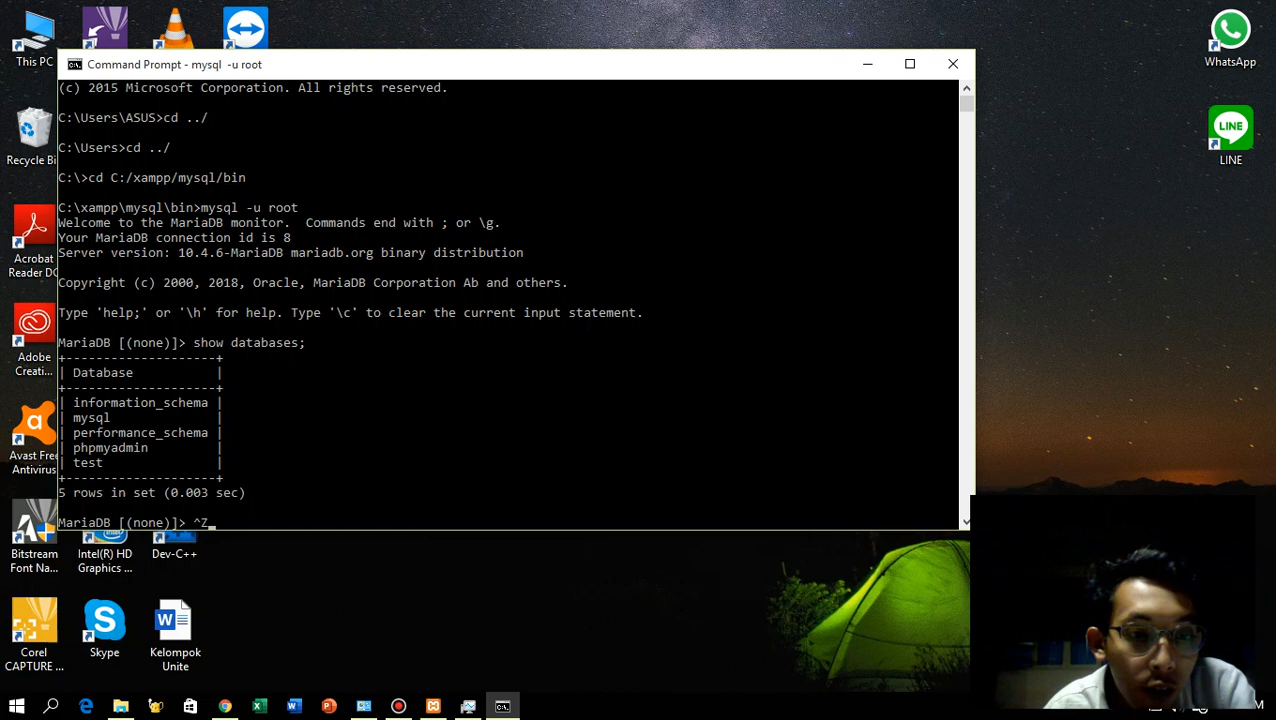 This PC
WhatsApp
Command Prompt - mysql  -u root
(c) 2015 Microsoft Corporation. All rights reserved.
C:\Users\ASUS>cd ../
C:\Users>cd ../
C:\>cd C:/xampp/mysql/bin
C:\xampp\mysql\bin>mysql -u root
Welcome to the MariaDB monitor.  Commands end with ; or \g.
Your MariaDB connection id is 8
Server version: 10.4.6-MariaDB mariadb.org binary distribution
Copyright (c) 2000, 2018, Oracle, MariaDB Corporation Ab and others.
Type 'help;' or '\h' for help. Type '\c' to clear the current input statement.
MariaDB [(none)]> show databases;
+--------------------+
| Database           |
+--------------------+
| information_schema |
| mysql              |
| performance_schema |
| phpmyadmin         |
| test               |
+--------------------+
5 rows in set (0.003 sec)
MariaDB [(none)]> ^Z
Recycle Bi
Acrobat
Reader DC
Adobe
Creati...
Avast Free
Antivirus
LINE
LINE
Bitstream
Font Na...
Intel(R) HD
Graphics ...
Dev-C++
Corel
CAPTURE ...
Skype
Kelompok
Unite